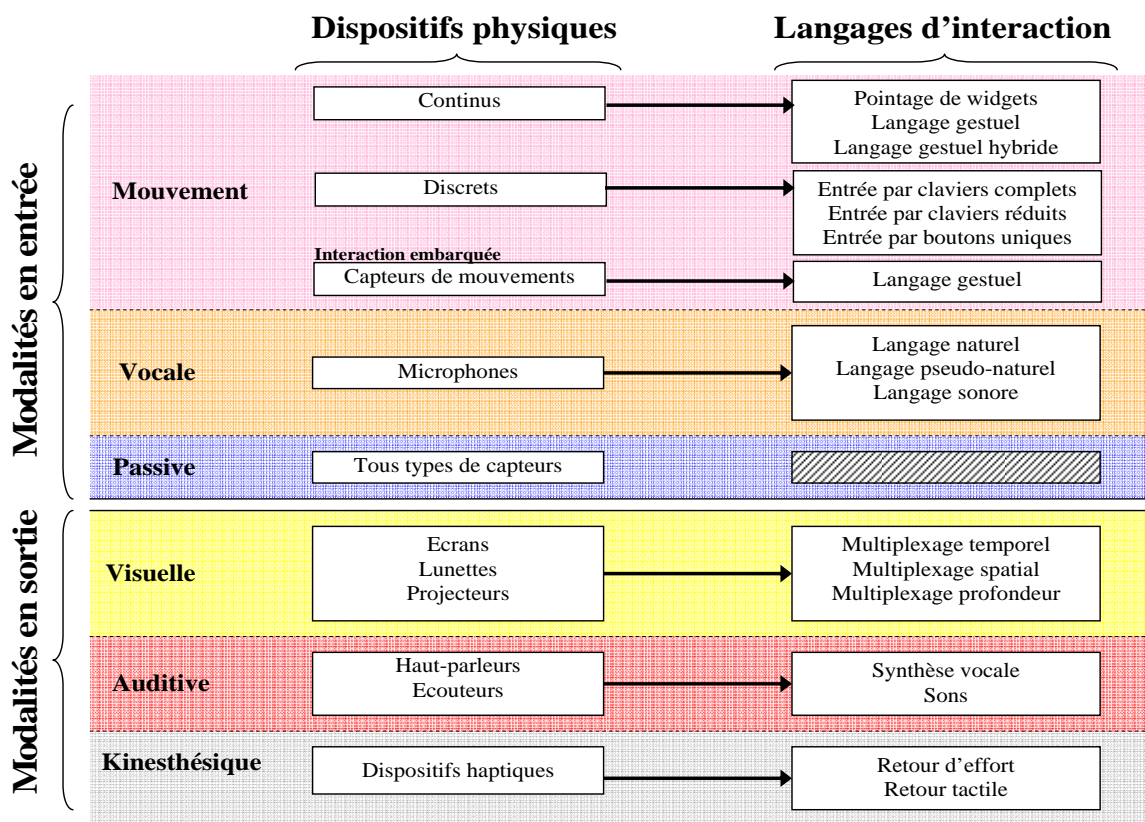 Dispositifs physiques
Langages d'interaction
Modalités en entrée
Mouvement
Continus
Pointage de widgets
Langage gestuel
Langage gestuel hybride
Discrets
Entrée par claviers complets
Entrée par claviers réduits
Entrée par boutons uniques
Interaction embarquée
Capteurs de mouvements
Langage gestuel
Vocale
Microphones
Langage naturel
Langage pseudo-naturel
Langage sonore
Passive
Tous types de capteurs
Modalités en sortie
Visuelle
Ecrans
Lunettes
Projecteurs
Multiplexage temporel
Multiplexage spatial
Multiplexage profondeur
Auditive
Haut-parleurs
Ecouteurs
Synthèse vocale
Sons
Kinesthésique
Dispositifs haptiques
Retour d'effort
Retour tactile